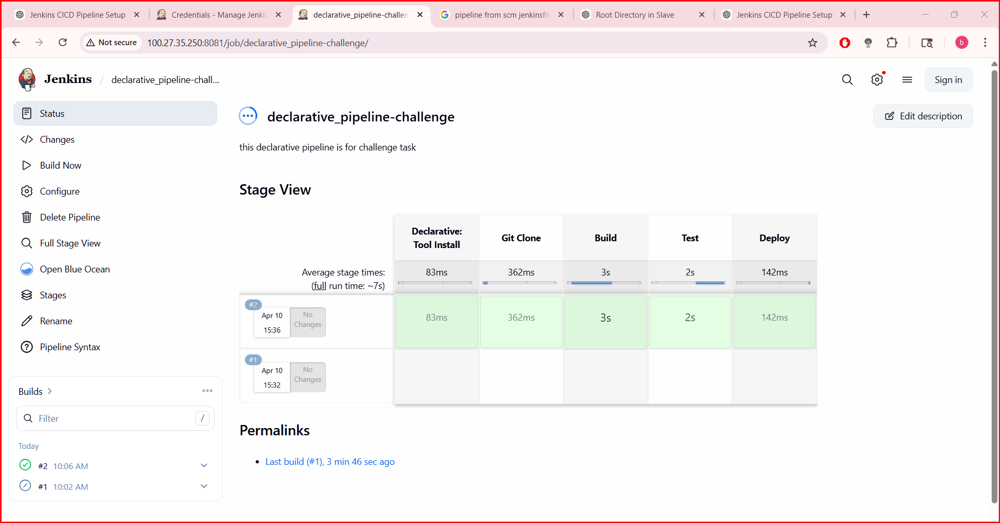 Jenkins CICD Pipeline Setup
Credentials - Manage Jenkin
declarative_pipeline-challen
pipeline from scm jenkinsfil
Root Directory in Slave
Jenkins CICD Pipeline Setup
Not secure
100.27.35.250:8081/job/declarative_pipeline-challenge/
b
Jenkins / declarative_pipeline-chall...
Sign in
Status
Changes
Build Now
Configure
Delete Pipeline
Full Stage View
Open Blue Ocean
Stages
Rename
Pipeline Syntax
Builds
Filter
/
Today
#2 10:06 AM
#1 10:02 AM
declarative_pipeline-challenge
Edit description
this declarative pipeline is for challenge task
Stage View
Declarative:
Tool Install
Git Clone
Build
Test
Deploy
Average stage times:
(full run time: ~7s)
83ms
362ms
3s
2s
142ms
#2
Apr 10
15:36
No
Changes
83ms
362ms
3s
2s
142ms
#1
Apr 10
15:32
No
Changes
Permalinks
Last build (#1), 3 min 46 sec ago